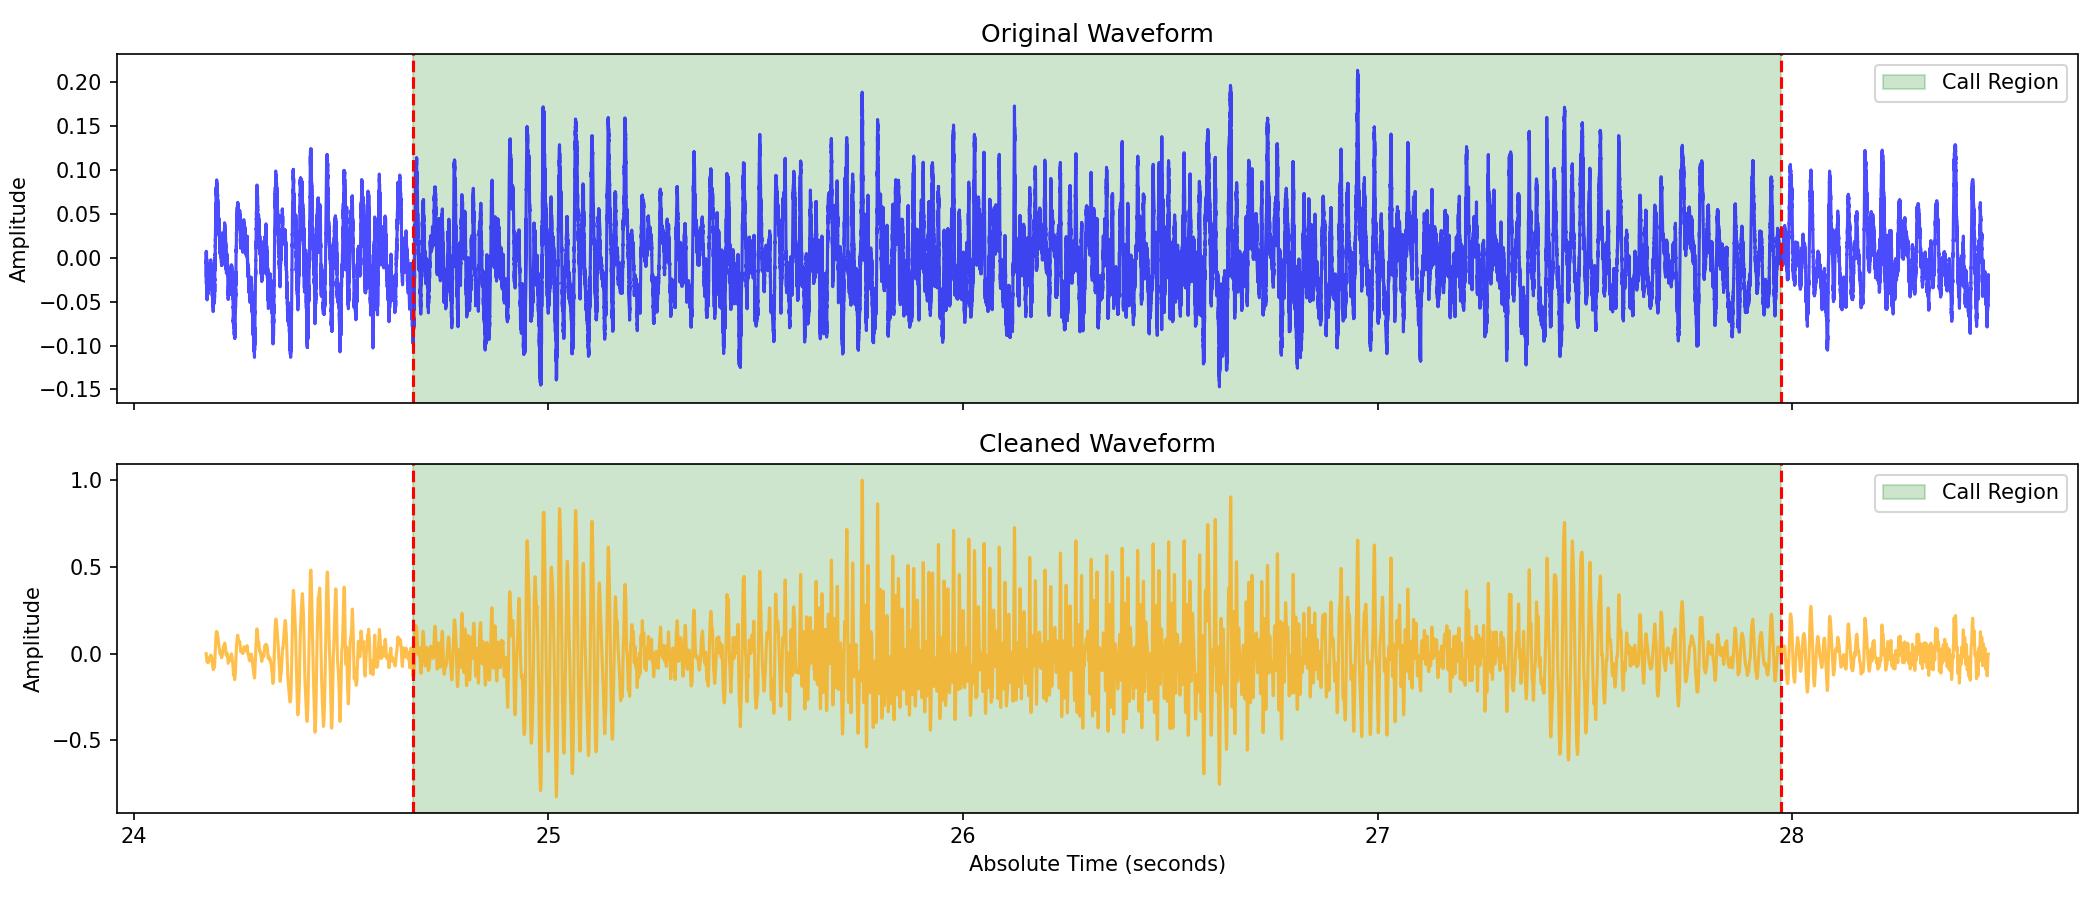 Original Waveform
Amplitude
0.20
0.15
0.10
0.05
0.00
−0.05
−0.10
−0.15
Call Region
Cleaned Waveform
Amplitude
1.0
0.5
0.0
−0.5
Call Region
24 25 26 27 28
Absolute Time (seconds)